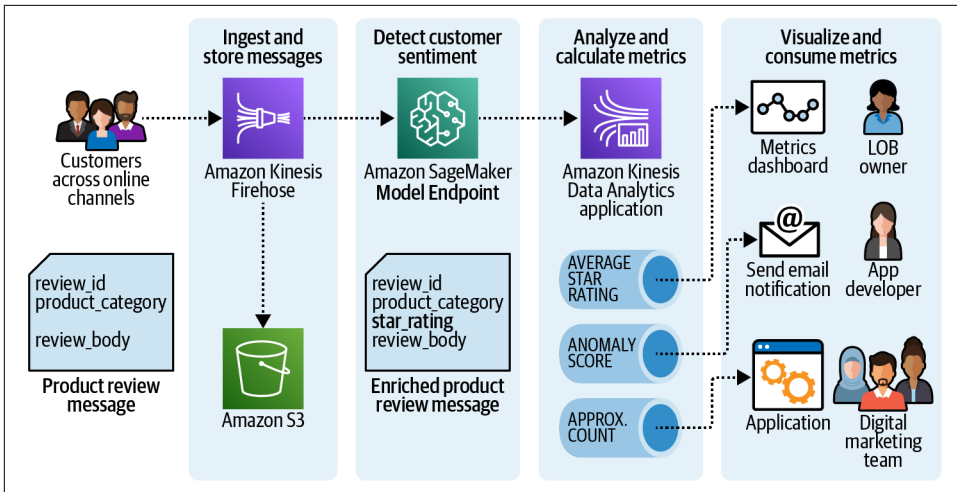 Ingest and
store messages
Detect customer
sentiment
Analyze and
calculate metrics
Visualize and
consume metrics
Customers
across online
channels
Amazon Kinesis
Firehose
Amazon SageMaker
Model Endpoint
Amazon Kinesis
Data Analytics
application
Metrics
dashboard
LOB
owner
review_id
product_category
review_body
Product review
message
Amazon S3
review_id
product_category
star_rating
review_body
Enriched product
review message
AVERAGE
STAR
RATING
ANOMALY
SCORE
APPROX.
COUNT
@
Send email
notification
App
developer
Application
Digital
marketing
team